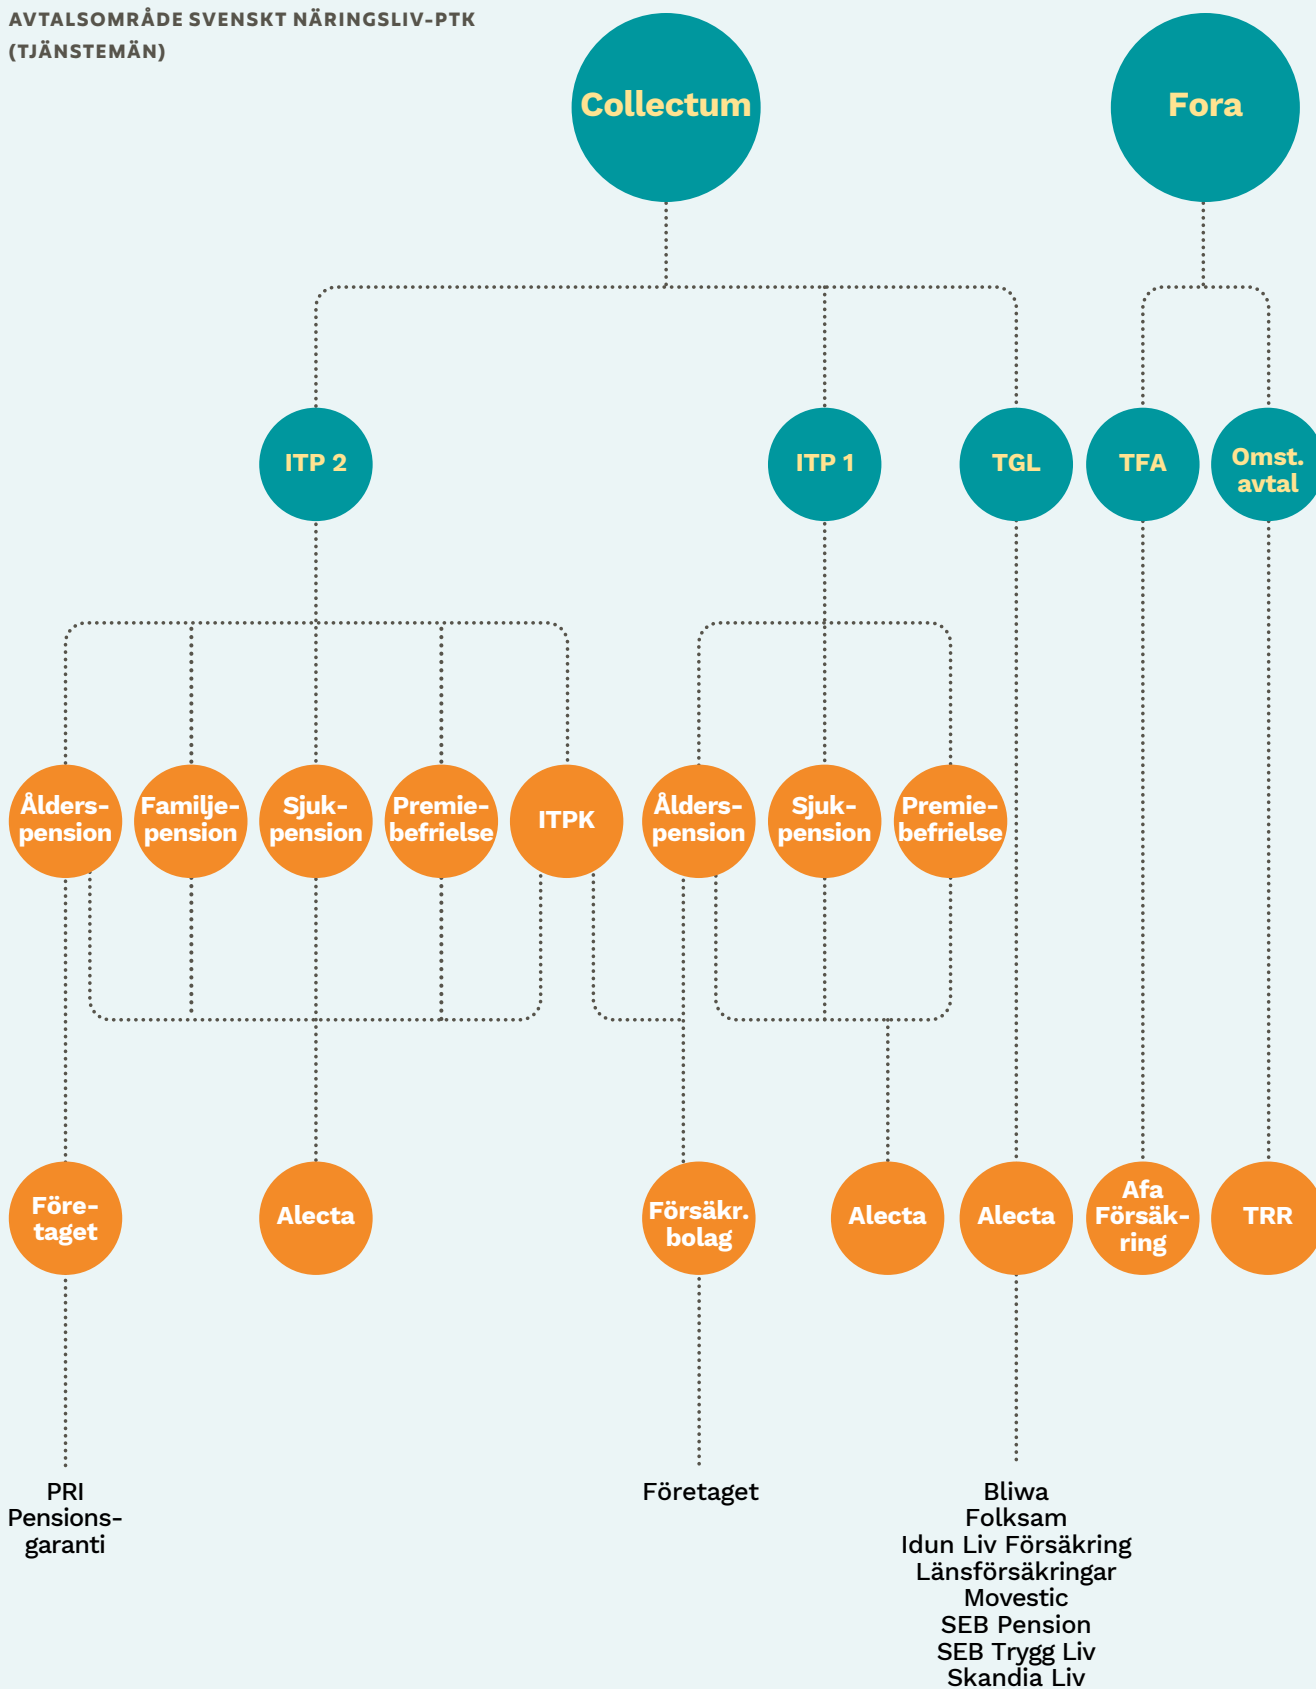 AVTALSOMRÅDE SVENSKT NÄRINGSLIV-PTK
(TJÄNSTEMÄN)
Collectum
Fora
ITP 2
ITP 1
TGL
TFA
Omst.
avtal
Ålders-
pension
Familje-
pension
Sjuk-
pension
Premie-
befrielse
ITPK
Ålders-
pension
Sjuk-
pension
Premie-
befrielse
Före-
taget
Alecta
Försäkr.
bolag
Alecta
Alecta
Afa
Försäk-
ring
TRR
PRI
Pensions-
garanti
Företaget
Bliwa
Folksam
Idun Liv Försäkring
Länsförsäkringar
Movestic
SEB Pension
SEB Trygg Liv
Skandia Liv